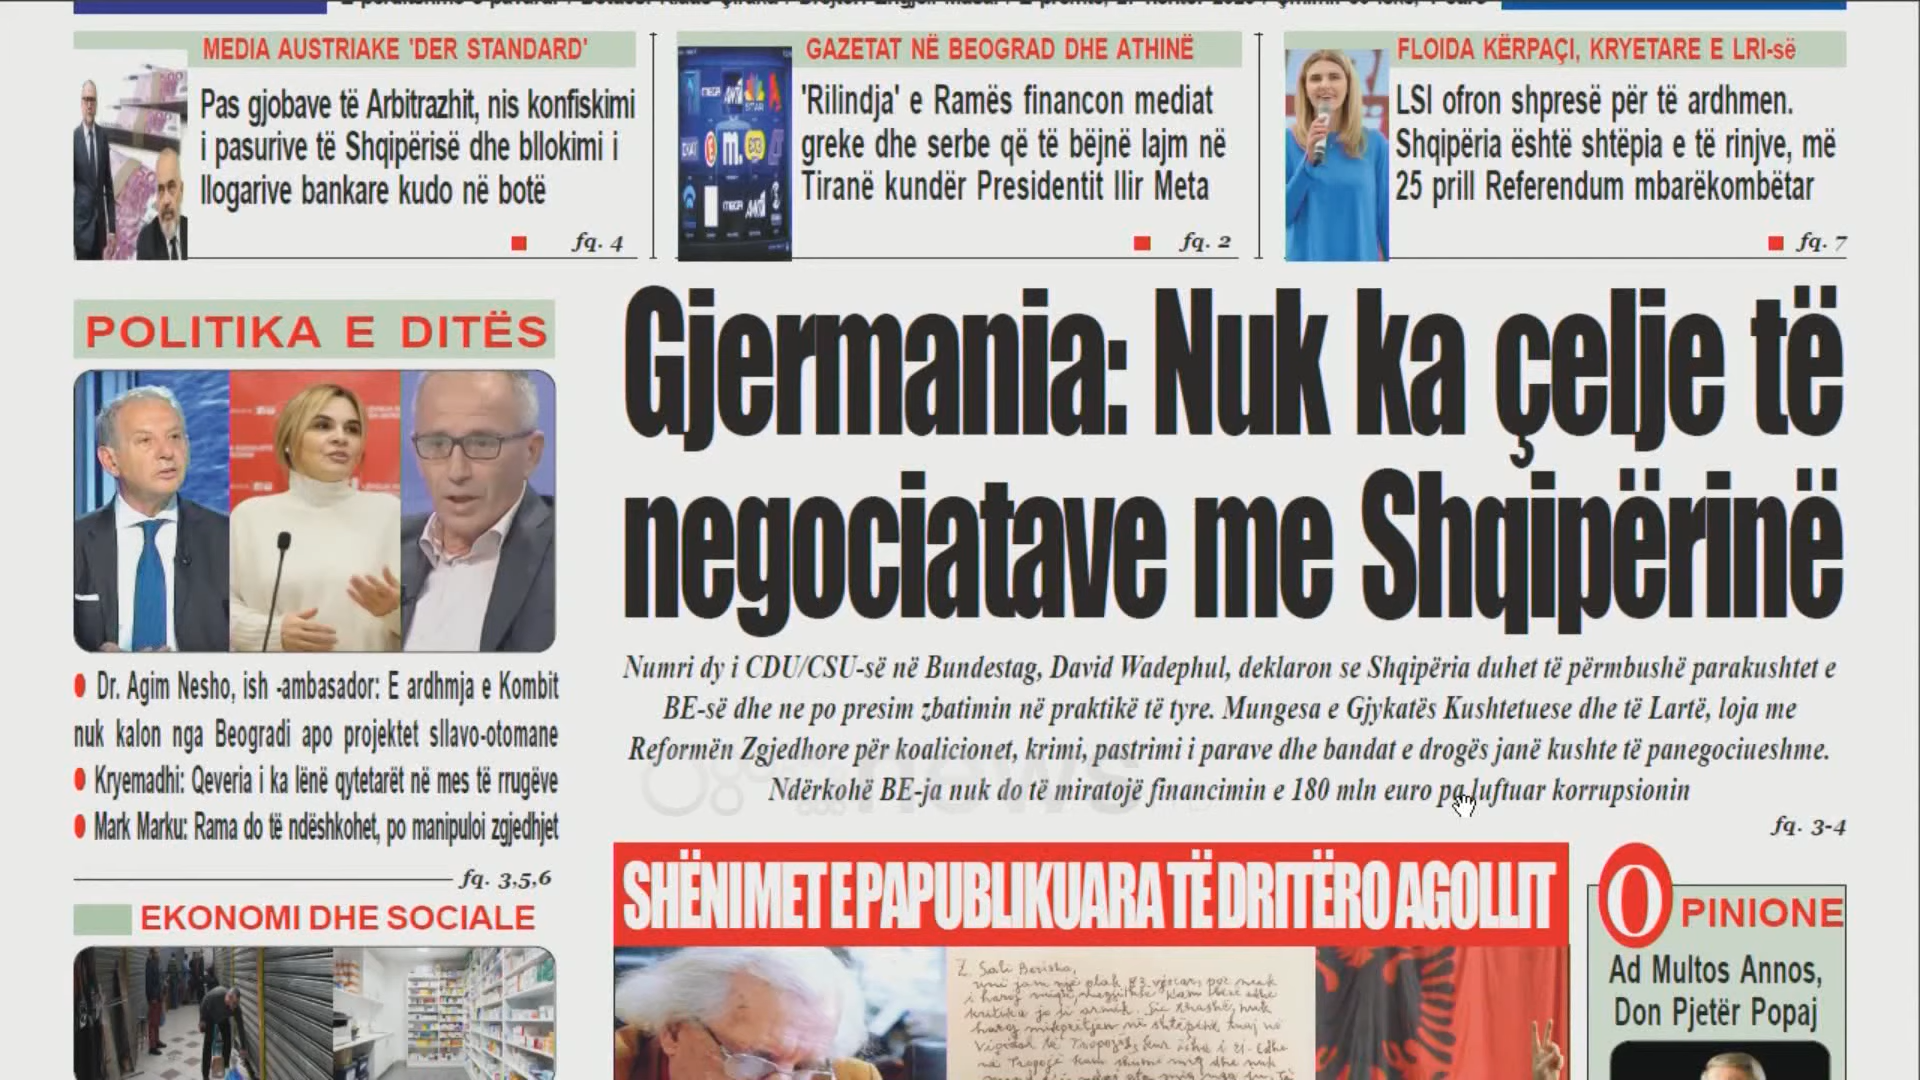 MEDIA AUSTRIAKE 'DER STANDARD'
Pas gjobave të Arbitrazhit, nis konfiskimi
i pasurive të Shqipërisë dhe bllokimi i
llogarive bankare kudo në botë
fq. 4
GAZETAT NË BEOGRAD DHE ATHINË
'Rilindja' e Ramës financon mediat
greke dhe serbe që të bëjnë lajm në
Tiranë kundër Presidentit Ilir Meta
fq. 2
FLOIDA KËRPAÇI, KRYETARE E LRI-së
LSI ofron shpresë për të ardhmen.
Shqipëria është shtëpia e të rinjve, më
25 prill Referendum mbarëkombëtar
fq. 7
POLITIKA E DITËS
Dr. Agim Nesho, ish -ambasador: E ardhmja e Kombit
nuk kalon nga Beogradi apo projektet sllavo-otomane
Kryemadhi: Qeveria i ka lënë qytetarët në mes të rrugëve
Mark Marku: Rama do të ndëshkohet, po manipuloi zgjedhjet
fq. 3,5,6
EKONOMI DHE SOCIALE
Gjermania: Nuk ka çelje të
negociatave me Shqipërinë
Numri dy i CDU/CSU-së në Bundestag, David Wadephul, deklaron se Shqipëria duhet të përmbushë parakushtet e
BE-së dhe ne po presim zbatimin në praktikë të tyre. Mungesa e Gjykatës Kushtetuese dhe të Lartë, loja me
Reformën Zgjedhore për koalicionet, krimi, pastrimi i parave dhe bandat e drogës janë kushte të panegociueshme.
Ndërkohë BE-ja nuk do të miratojë financimin e 180 mln euro pa luftuar korrupsionin
fq. 3-4
news
SHËNIMET E PAPUBLIKUARA TË DRITËRO AGOLLIT
Z. Sali Berisha,
OPINIONE
Ad Multos Annos,
Don Pjetër Popaj